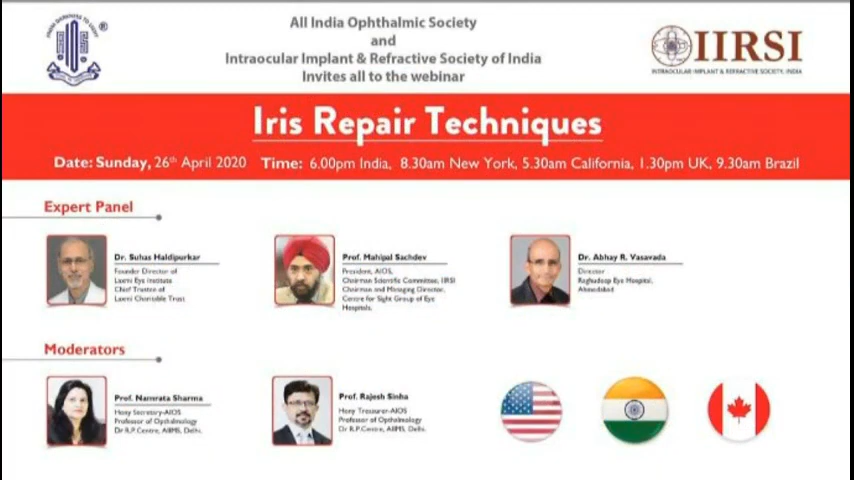 All India Ophthalmic Society
and
Intraocular Implant & Refractive Society of India
Invites all to the webinar
IIRSI
INTRAOCULAR IMPLANT & REFRACTIVE SOCIETY, INDIA
Iris Repair Techniques
Date: Sunday, 26th April 2020 Time: 6.00pm India, 8.30am New York, 5.30am California, 1.30pm UK, 9.30am Brazil
Expert Panel
Dr. Suhas Haldipurkar
Founder Director of
Laxmi Eye Institute
Chief Trustee of
Laxmi Charitable Trust
Prof. Mahipal Sachdev
President, AIOS,
Chairman Scientific Committee, IIRSI
Chairman and Managing Director,
Centre for Sight Group of Eye
Hospitals.
Dr. Abhay R. Vasavada
Director
Raghudeep Eye Hospital,
Ahmedabad
Moderators
Prof. Namrata Sharma
Hony Secretary-AIOS
Professor of Opthalmology
Dr R.P. Centre, AIIMS, Delhi.
Prof. Rajesh Sinha
Hony Treasurer-AIOS
Professor of Opthalmology
Dr R.P. Centre, AIIMS, Delhi.